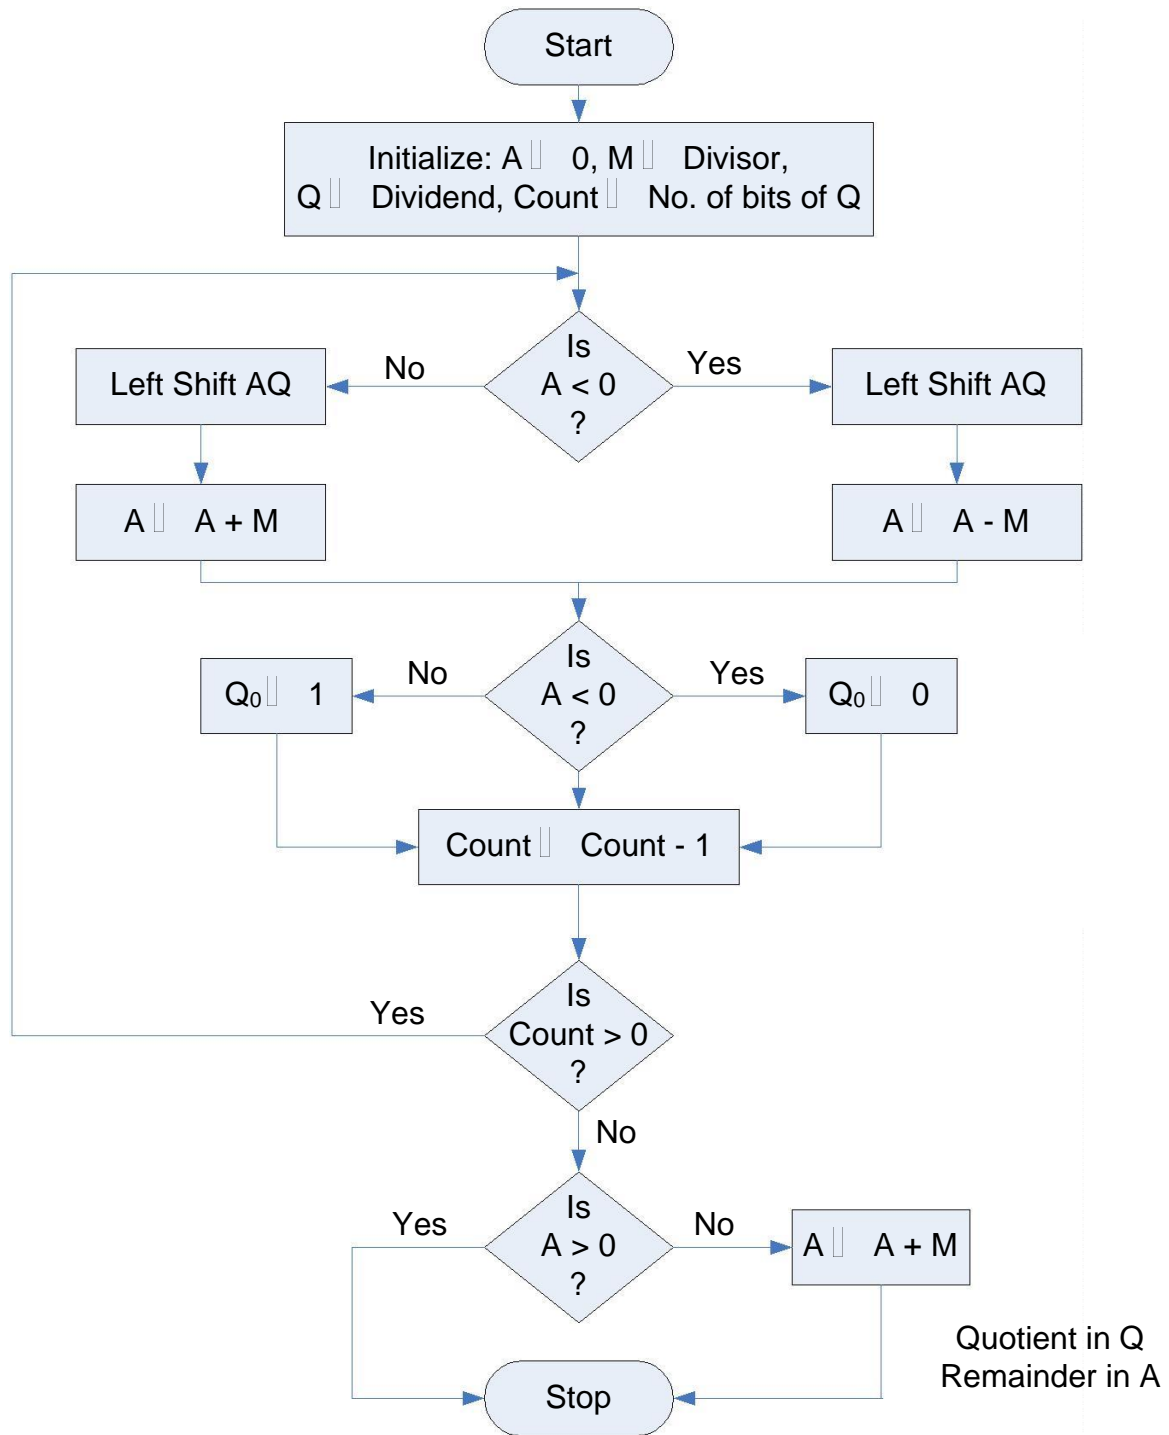 Start
Initialize: A 0, M Divisor,
Q Dividend, Count No. of bits of Q
Is
A < 0
?
No
Yes
Left Shift AQ
Left Shift AQ
A A + M
A A - M
Is
A < 0
?
No
Yes
Q₀ 1
Q₀ 0
Count Count - 1
Is
Count > 0
?
Yes
No
Is
A > 0
?
Yes
No
A A + M
Quotient in Q
Remainder in A
Stop